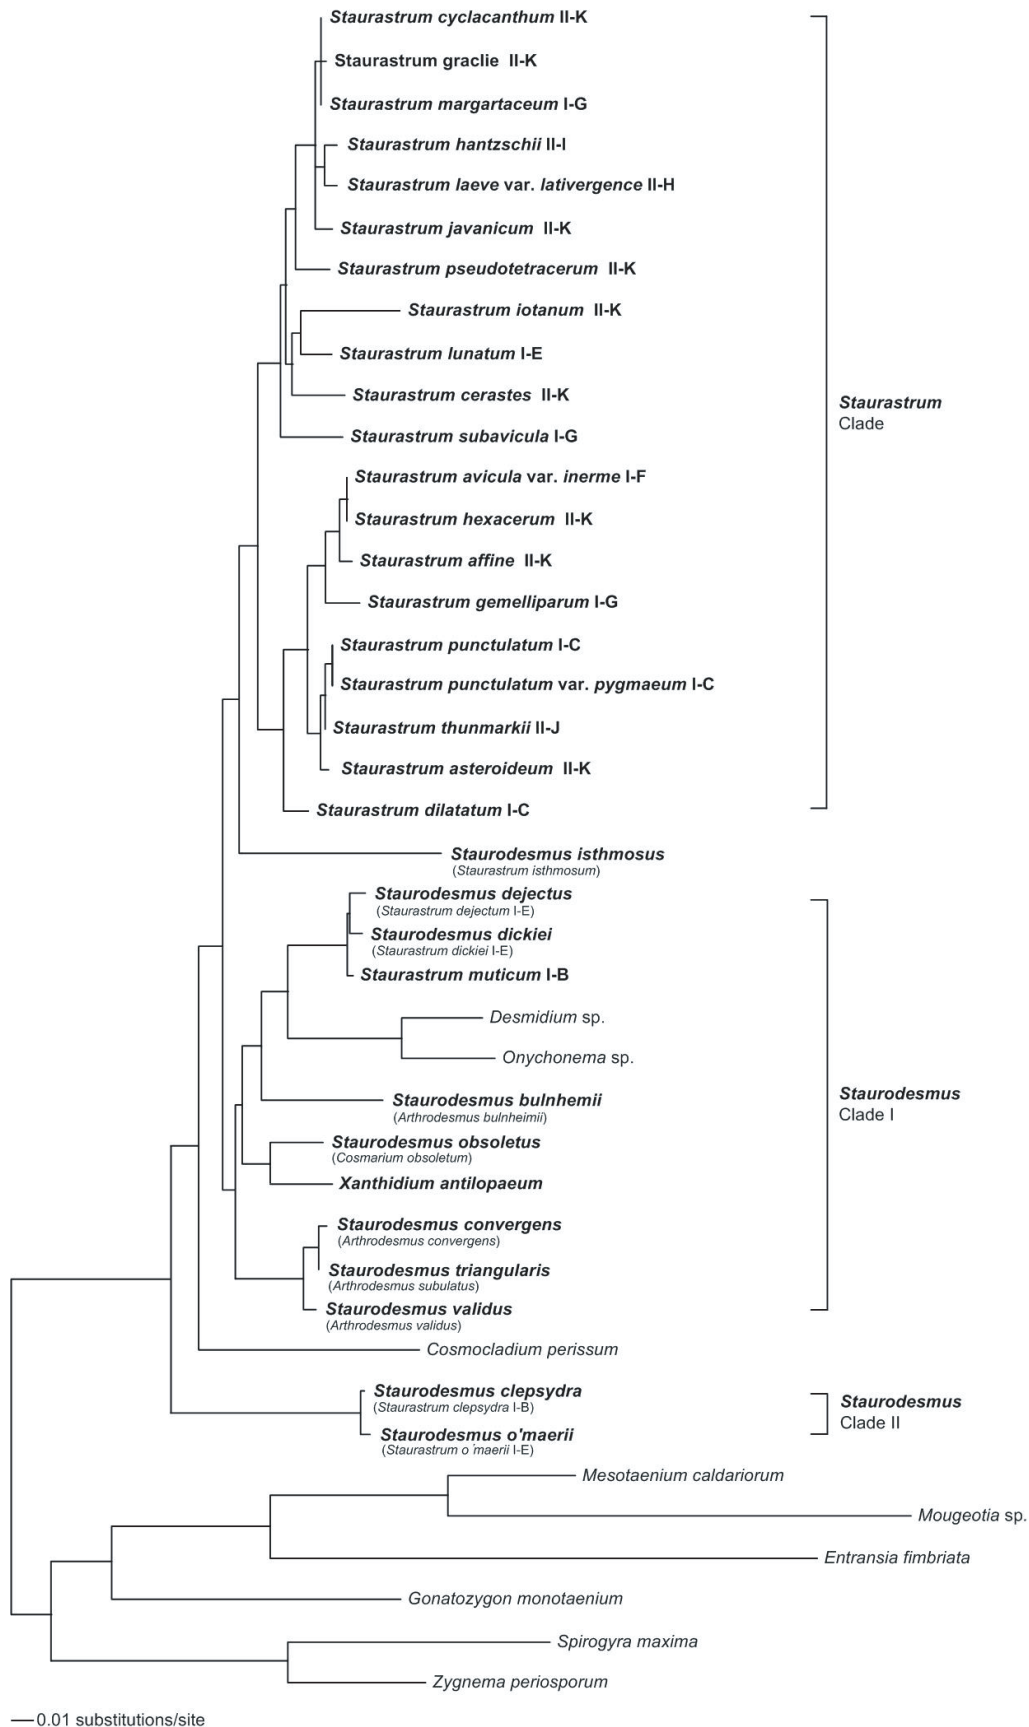 Staurastrum cyclacanthum II-K
Staurastrum graclie II-K
Staurastrum margartaceum I-G
Staurastrum hantzschii II-I
Staurastrum laeve var. lativergence II-H
Staurastrum javanicum II-K
Staurastrum pseudotetracerum II-K
Staurastrum iotanum II-K
Staurastrum lunatum I-E
Staurastrum cerastes II-K
Staurastrum
Clade
Staurastrum subavicula I-G
Staurastrum avicula var. inerme I-F
Staurastrum hexacerum II-K
Staurastrum affine II-K
Staurastrum gemelliparum I-G
Staurastrum punctulatum I-C
Staurastrum punctulatum var. pygmaeum I-C
Staurastrum thunmarkii II-J
Staurastrum asteroideum II-K
Staurastrum dilatatum I-C
Staurodesmus isthmosus
(Staurastrum isthmosum)
Staurodesmus dejectus
(Staurastrum dejectum I-E)
Staurodesmus dickiei
(Staurastrum dickiei I-E)
Staurastrum muticum I-B
Desmidium sp.
Onychonema sp.
Staurodesmus
Clade I
Staurodesmus bulnhemii
(Arthrodesmus bulnheimii)
Staurodesmus obsoletus
(Cosmarium obsoletum)
Xanthidium antilopaeum
Staurodesmus convergens
(Arthrodesmus convergens)
Staurodesmus triangularis
(Arthrodesmus subulatus)
Staurodesmus validus
(Arthrodesmus validus)
Cosmocladium perissum
Staurodesmus clepsydra
(Staurastrum clepsydra I-B)
Staurodesmus
Clade II
Staurodesmus o'maerii
(Staurastrum o´maerii I-E)
Mesotaenium caldariorum
Mougeotia sp.
Entransia fimbriata
Gonatozygon monotaenium
Spirogyra maxima
Zygnema periosporum
0.01 substitutions/site